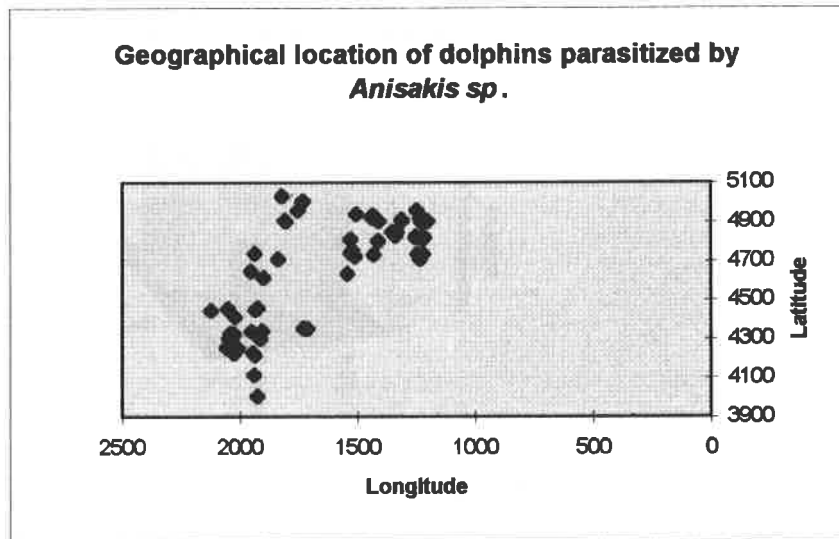 Geographical location of dolphins parasitized by
Anisakis sp.
5100
4900
4700
4500
4300
4100
3900
Latitude
2500 2000 1500 1000 500 0
Longitude